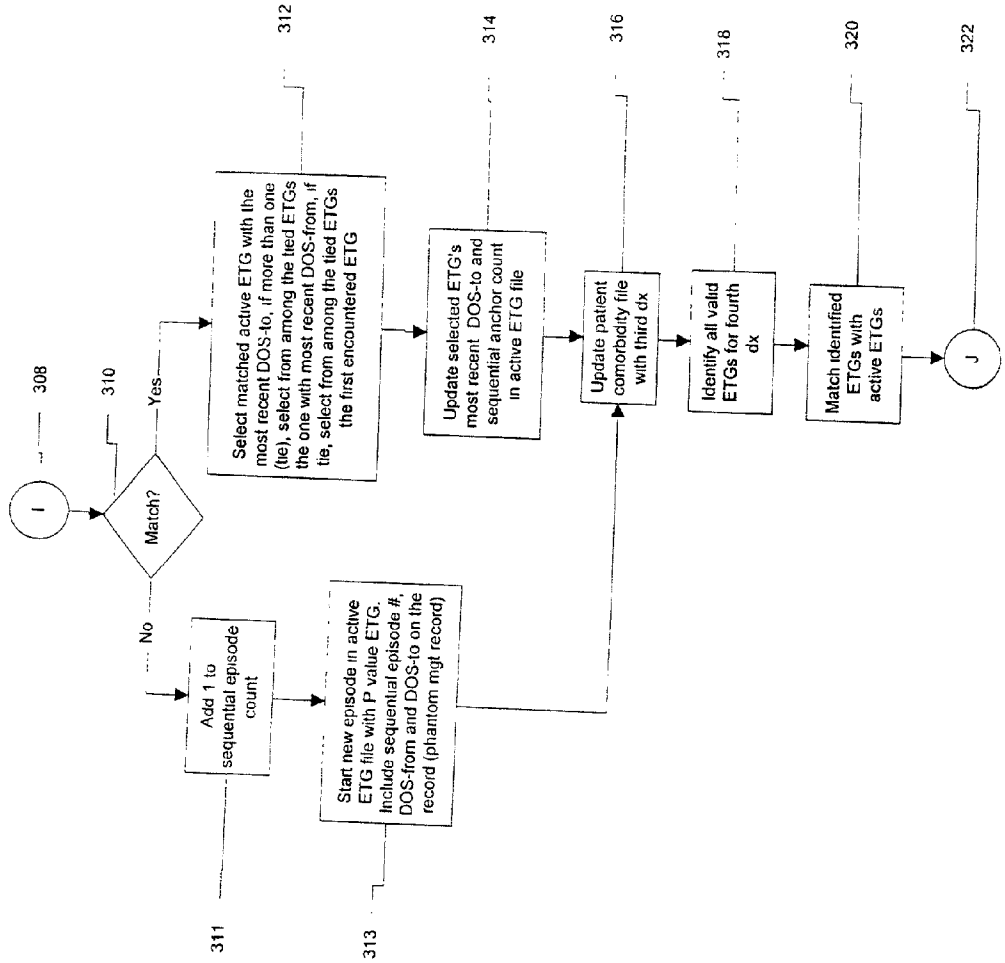 I
308
310
Match?
Yes
No
312
Select matched active ETG with the
most recent DOS-to, if more than one
(tie), select from among the tied ETGs
the one with most recent DOS-from, if
tie, select from among the tied ETGs
the first encountered ETG
Add 1 to
sequential episode
count
311
314
Update selected ETG's
most recent DOS-to and
sequential anchor count
in active ETG file
Start new episode in active
ETG file with P value ETG.
Include sequential episode #,
DOS-from and DOS-to on the
record (phantom mgt record)
313
316
Update patient
comorbidity file
with third dx
318
Identify all valid
ETGs for fourth
dx
320
Match identified
ETGs with
active ETGs
322
J